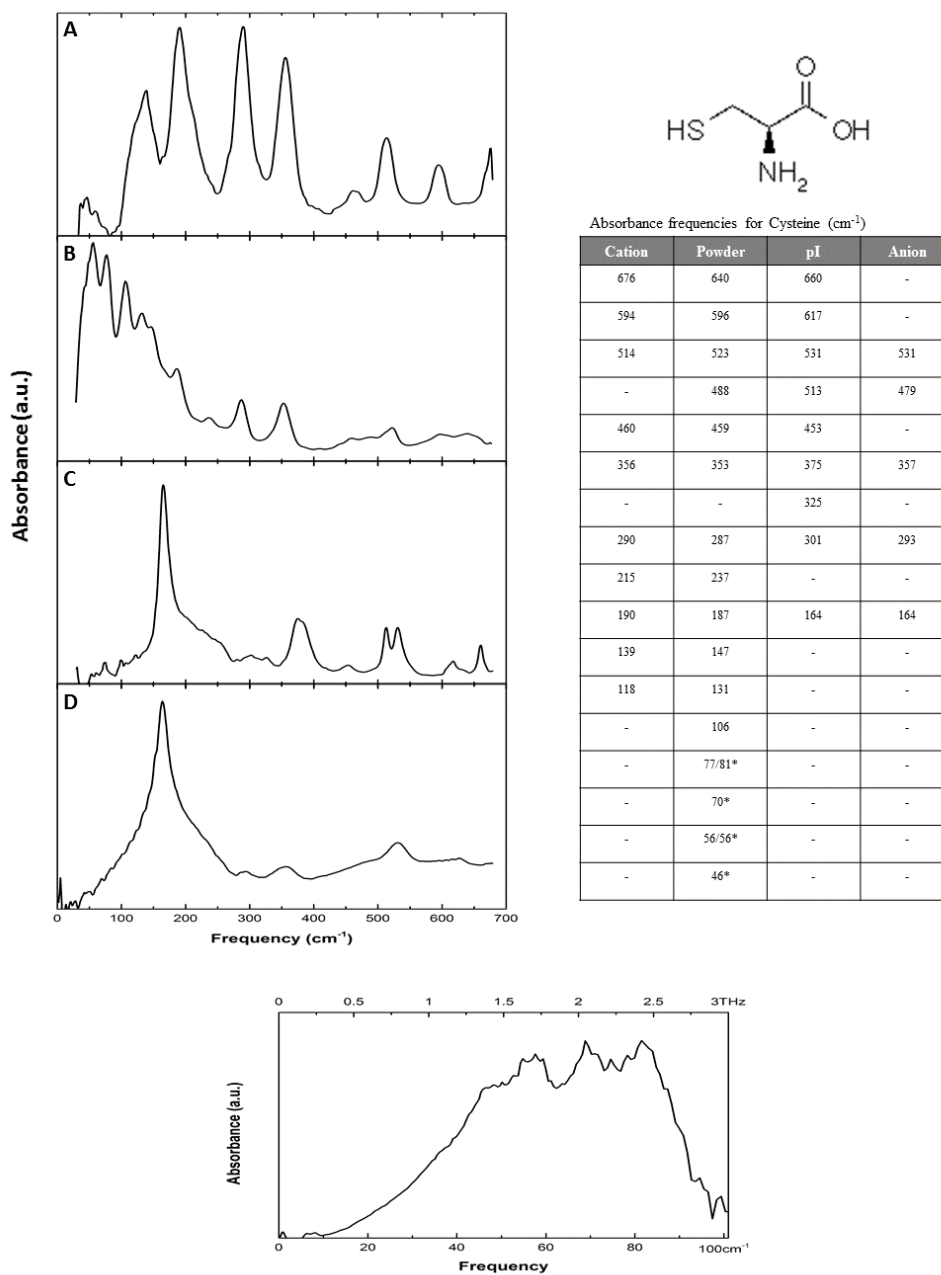 A
B
C
D
Absorbance (a.u.)
0 100 200 300 400 500 600 700
Frequency (cm-1)
O
HS
OH
NH2
Absorbance frequencies for Cysteine (cm-1)
Cation Powder pI Anion
676 640 660 -
594 596 617 -
514 523 531 531
- 488 513 479
460 459 453 -
356 353 375 357
- - 325
290 287 301 293
215 237 - -
190 187 164 164
139 147 - -
118 131 - -
- 106 - -
- 77/81* - -
- 70* - -
- 56/56* - -
- 46* - -
0 0.5 1 1.5 2 2.5 3THz
Absorbance (a.u.)
0 20 40 60 80 100cm-1
Frequency